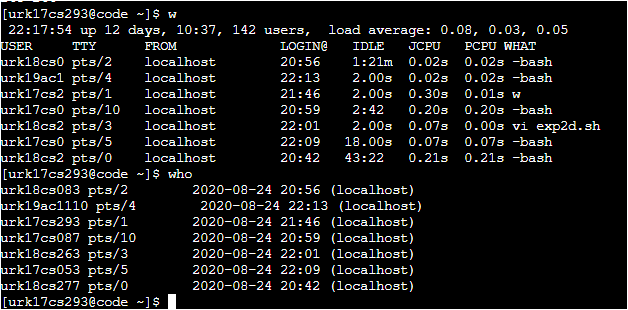 [urk17cs293@code ~]$ w
 22:17:54 up 12 days, 10:37, 142 users,  load average: 0.08, 0.03, 0.05
USER     TTY      FROM             LOGIN@   IDLE   JCPU   PCPU WHAT
urk18cs0 pts/2    localhost        20:56    1:21m  0.02s  0.02s -bash
urk19ac1 pts/4    localhost        22:13    2.00s  0.02s  0.02s -bash
urk17cs2 pts/1    localhost        21:46    2.00s  0.30s  0.01s w
urk17cs0 pts/10   localhost        20:59    2:42   0.20s  0.20s -bash
urk18cs2 pts/3    localhost        22:01    2.00s  0.07s  0.00s vi exp2d.sh
urk17cs0 pts/5    localhost        22:09   18.00s  0.07s  0.07s -bash
urk18cs2 pts/0    localhost        20:42   43:22   0.21s  0.21s -bash
[urk17cs293@code ~]$ who
urk18cs083 pts/2        2020-08-24 20:56 (localhost)
urk19ac1110 pts/4        2020-08-24 22:13 (localhost)
urk17cs293 pts/1        2020-08-24 21:46 (localhost)
urk17cs087 pts/10       2020-08-24 20:59 (localhost)
urk18cs263 pts/3        2020-08-24 22:01 (localhost)
urk17cs053 pts/5        2020-08-24 22:09 (localhost)
urk18cs277 pts/0        2020-08-24 20:42 (localhost)
[urk17cs293@code ~]$